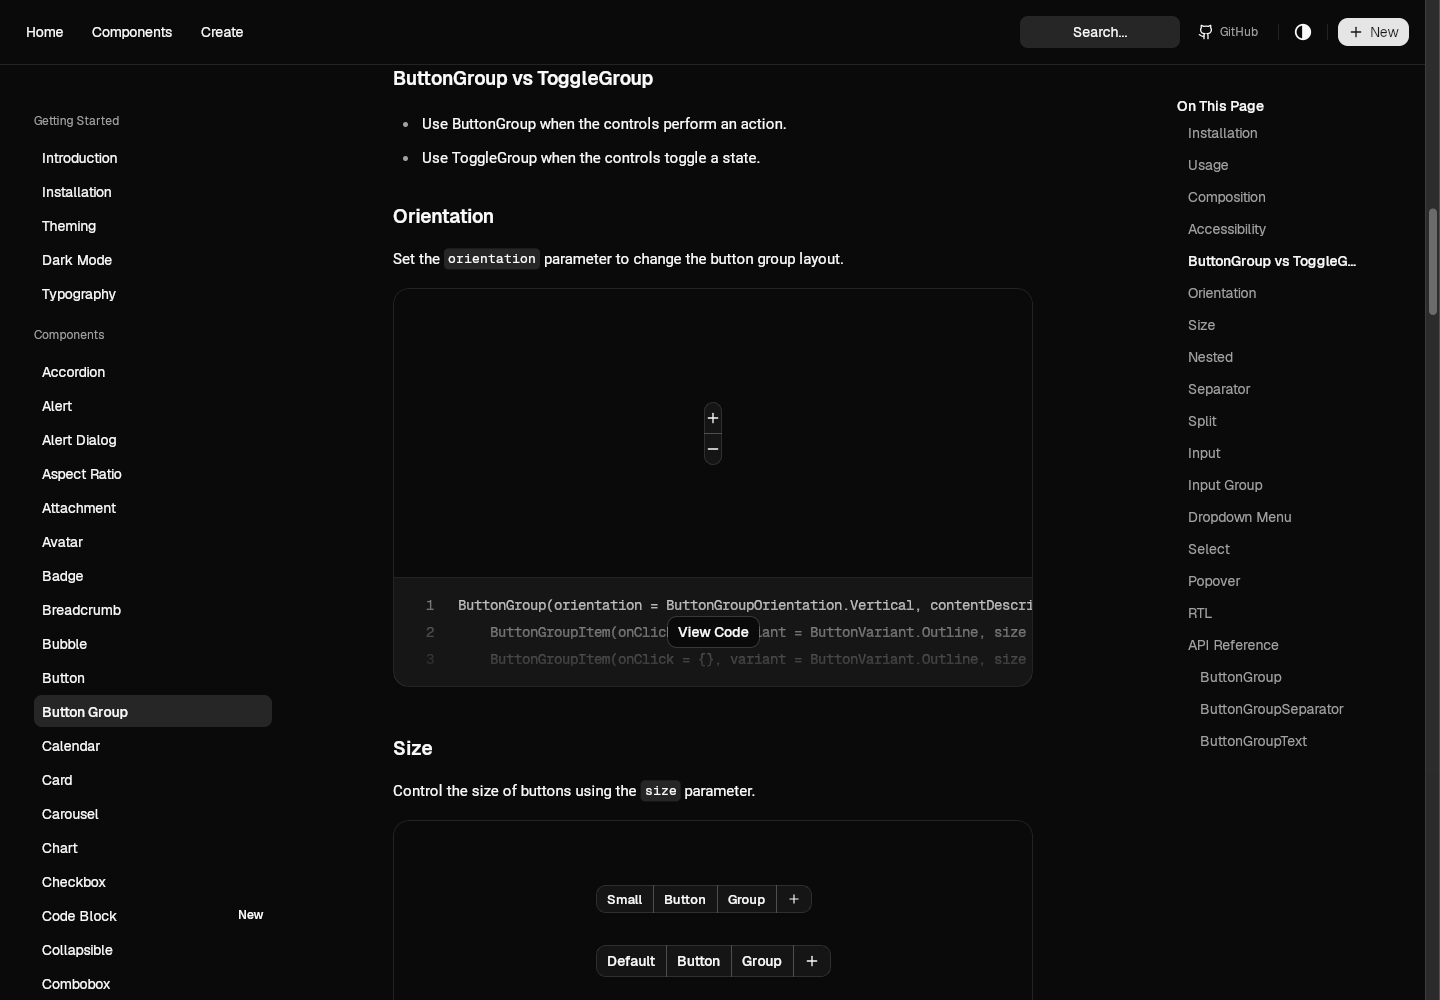 Home
Components
Create
Search...
GitHub
New
Getting Started
Introduction
Installation
Theming
Dark Mode
Typography
Components
Accordion
Alert
Alert Dialog
Aspect Ratio
Attachment
Avatar
Badge
Breadcrumb
Bubble
Button
Button Group
Calendar
Card
Carousel
Chart
Checkbox
Code Block New
Collapsible
Combobox
ButtonGroup vs ToggleGroup
Use ButtonGroup when the controls perform an action.
Use ToggleGroup when the controls toggle a state.
Orientation
Set the orientation parameter to change the button group layout.
1 ButtonGroup(orientation = ButtonGroupOrientation.Vertical, contentDescri
2 ButtonGroupItem(onClic iant = ButtonVariant.Outline, size
View Code
3 ButtonGroupItem(onClick = {}, variant = ButtonVariant.Outline, size
Size
Control the size of buttons using the size parameter.
Small Button Group +
Default Button Group +
On This Page
Installation
Usage
Composition
Accessibility
ButtonGroup vs ToggleG...
Orientation
Size
Nested
Separator
Split
Input
Input Group
Dropdown Menu
Select
Popover
RTL
API Reference
ButtonGroup
ButtonGroupSeparator
ButtonGroupText